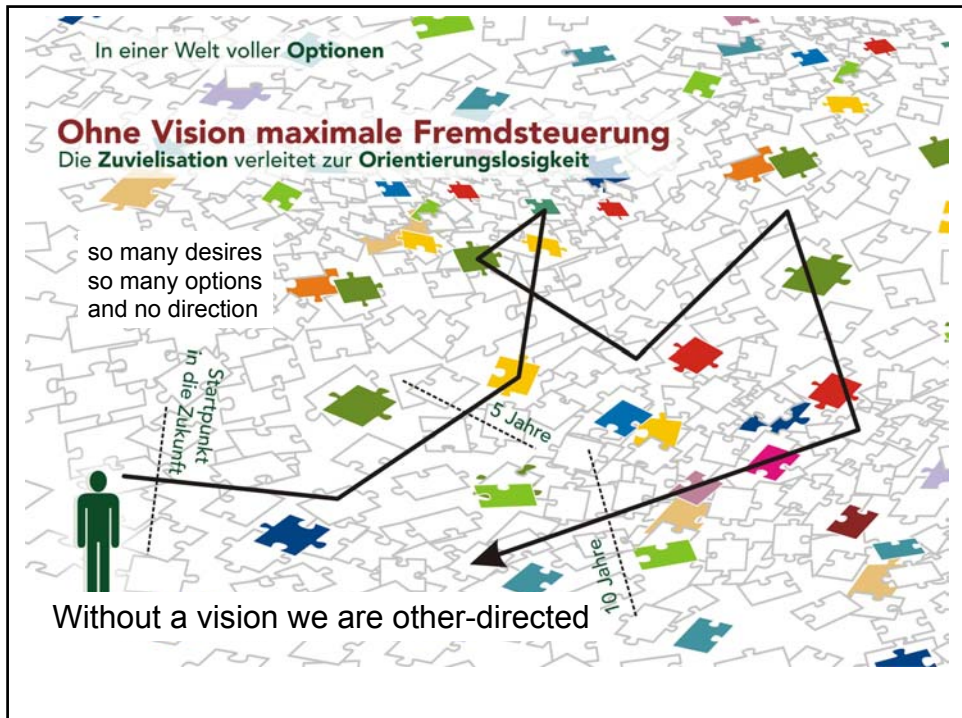 In einer Welt voller Optionen
Ohne Vision maximale Fremdsteuerung
Die Zuvielisation verleitet zur Orientierungslosigkeit
so many desires
so many options
and no direction
Startpunkt
in die Zukunft
5 Jahre
10 Jahre
Without a vision we are other-directed